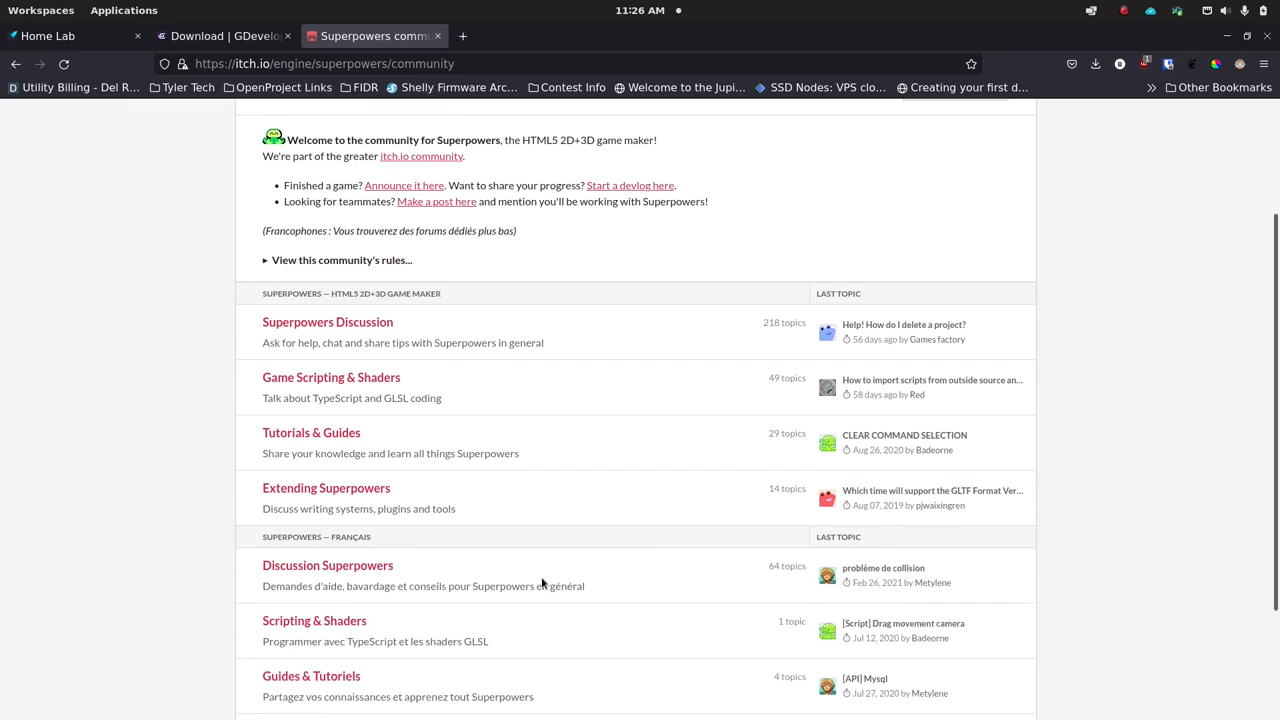 Workspaces Applications 11:26 AM
Home Lab Download | GDevelo Superpowers commu
https://itch.io/engine/superpowers/community
Utility Billing - Del R... Tyler Tech OpenProject Links FIDR Shelly Firmware Arc... Contest Info Welcome to the Jupi... SSD Nodes: VPS clo... Creating your first d... Other Bookmarks
Welcome to the community for Superpowers, the HTML5 2D+3D game maker!
We're part of the greater itch.io community.
• Finished a game? Announce it here. Want to share your progress? Start a devlog here.
• Looking for teammates? Make a post here and mention you'll be working with Superpowers!
(Francophones : Vous trouverez des forums dédiés plus bas)
View this community's rules...
SUPERPOWERS — HTML5 2D+3D GAME MAKER LAST TOPIC
Superpowers Discussion 218 topics Help! How do I delete a project?
Ask for help, chat and share tips with Superpowers in general 56 days ago by Games factory
Game Scripting & Shaders 49 topics How to import scripts from outside source an...
Talk about TypeScript and GLSL coding 58 days ago by Red
Tutorials & Guides 29 topics CLEAR COMMAND SELECTION
Share your knowledge and learn all things Superpowers Aug 26, 2020 by Badeorne
Extending Superpowers 14 topics Which time will support the GLTF Format Ver...
Discuss writing systems, plugins and tools Aug 07, 2019 by pjwaixingren
SUPERPOWERS — FRANÇAIS LAST TOPIC
Discussion Superpowers 64 topics problème de collision
Demandes d'aide, bavardage et conseils pour Superpowers en général Feb 26, 2021 by Metylene
Scripting & Shaders 1 topic [Script] Drag movement camera
Programmer avec TypeScript et les shaders GLSL Jul 12, 2020 by Badeorne
Guides & Tutoriels 4 topics [API] Mysql
Partagez vos connaissances et apprenez tout Superpowers Jul 27, 2020 by Metylene